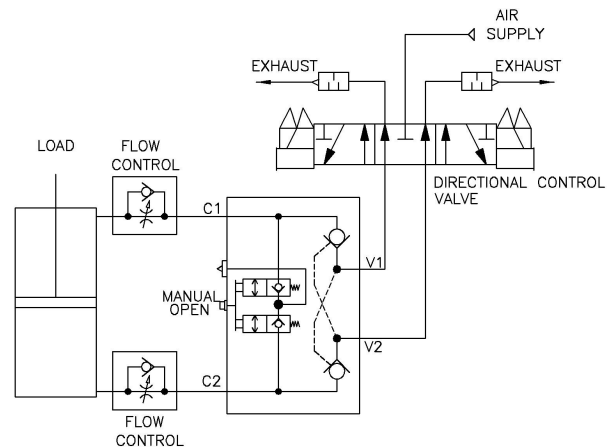 AIR
SUPPLY
EXHAUST
EXHAUST
LOAD
FLOW
CONTROL
DIRECTIONAL CONTROL
VALVE
C1
V1
MANUAL
OPEN
V2
C2
FLOW
CONTROL